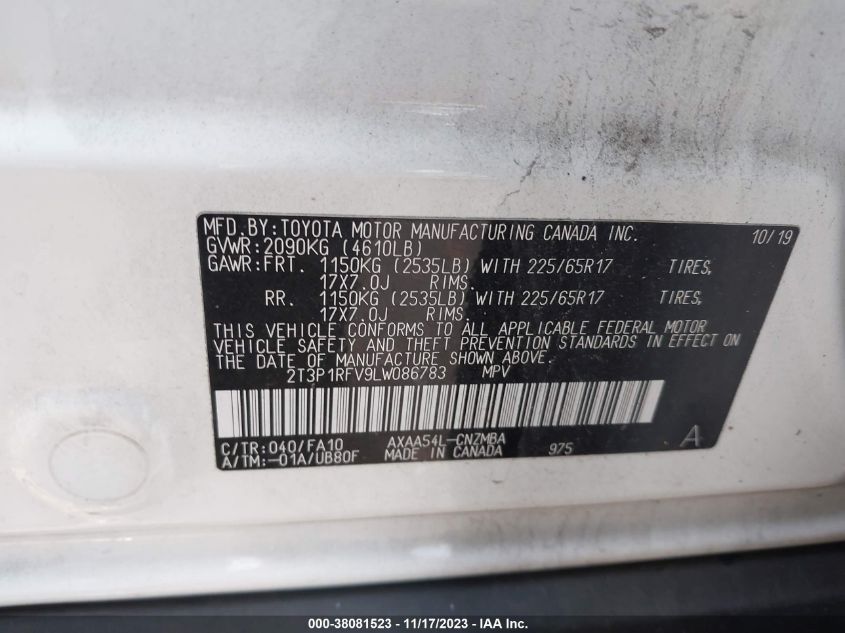 MFD.BY:TOYOTA MOTOR MANUFACTURING CANADA INC. 10/19
GVWR:2090KG (4610LB)
GAWR:FRT. 1150KG (2535LB) WITH 225/65R17 TIRES,
17X7.0J RIMS.
RR. 1150KG (2535LB) WITH 225/65R17 TIRES,
17X7.0J RIMS.
THIS VEHICLE CONFORMS TO ALL APPLICABLE FEDERAL MOTOR
VEHICLE SAFETY AND THEFT PREVENTION STANDARDS IN EFFECT ON
THE DATE OF MANUFACTURE SHOWN ABOVE.
2T3P1RFV9LW086783 MPV
C/TR:040/FA10 AXAA54L-CNZMBA A
A/TM:-01A/UB80F MADE IN CANADA 975
000-38081523 - 11/17/2023 - IAA Inc.